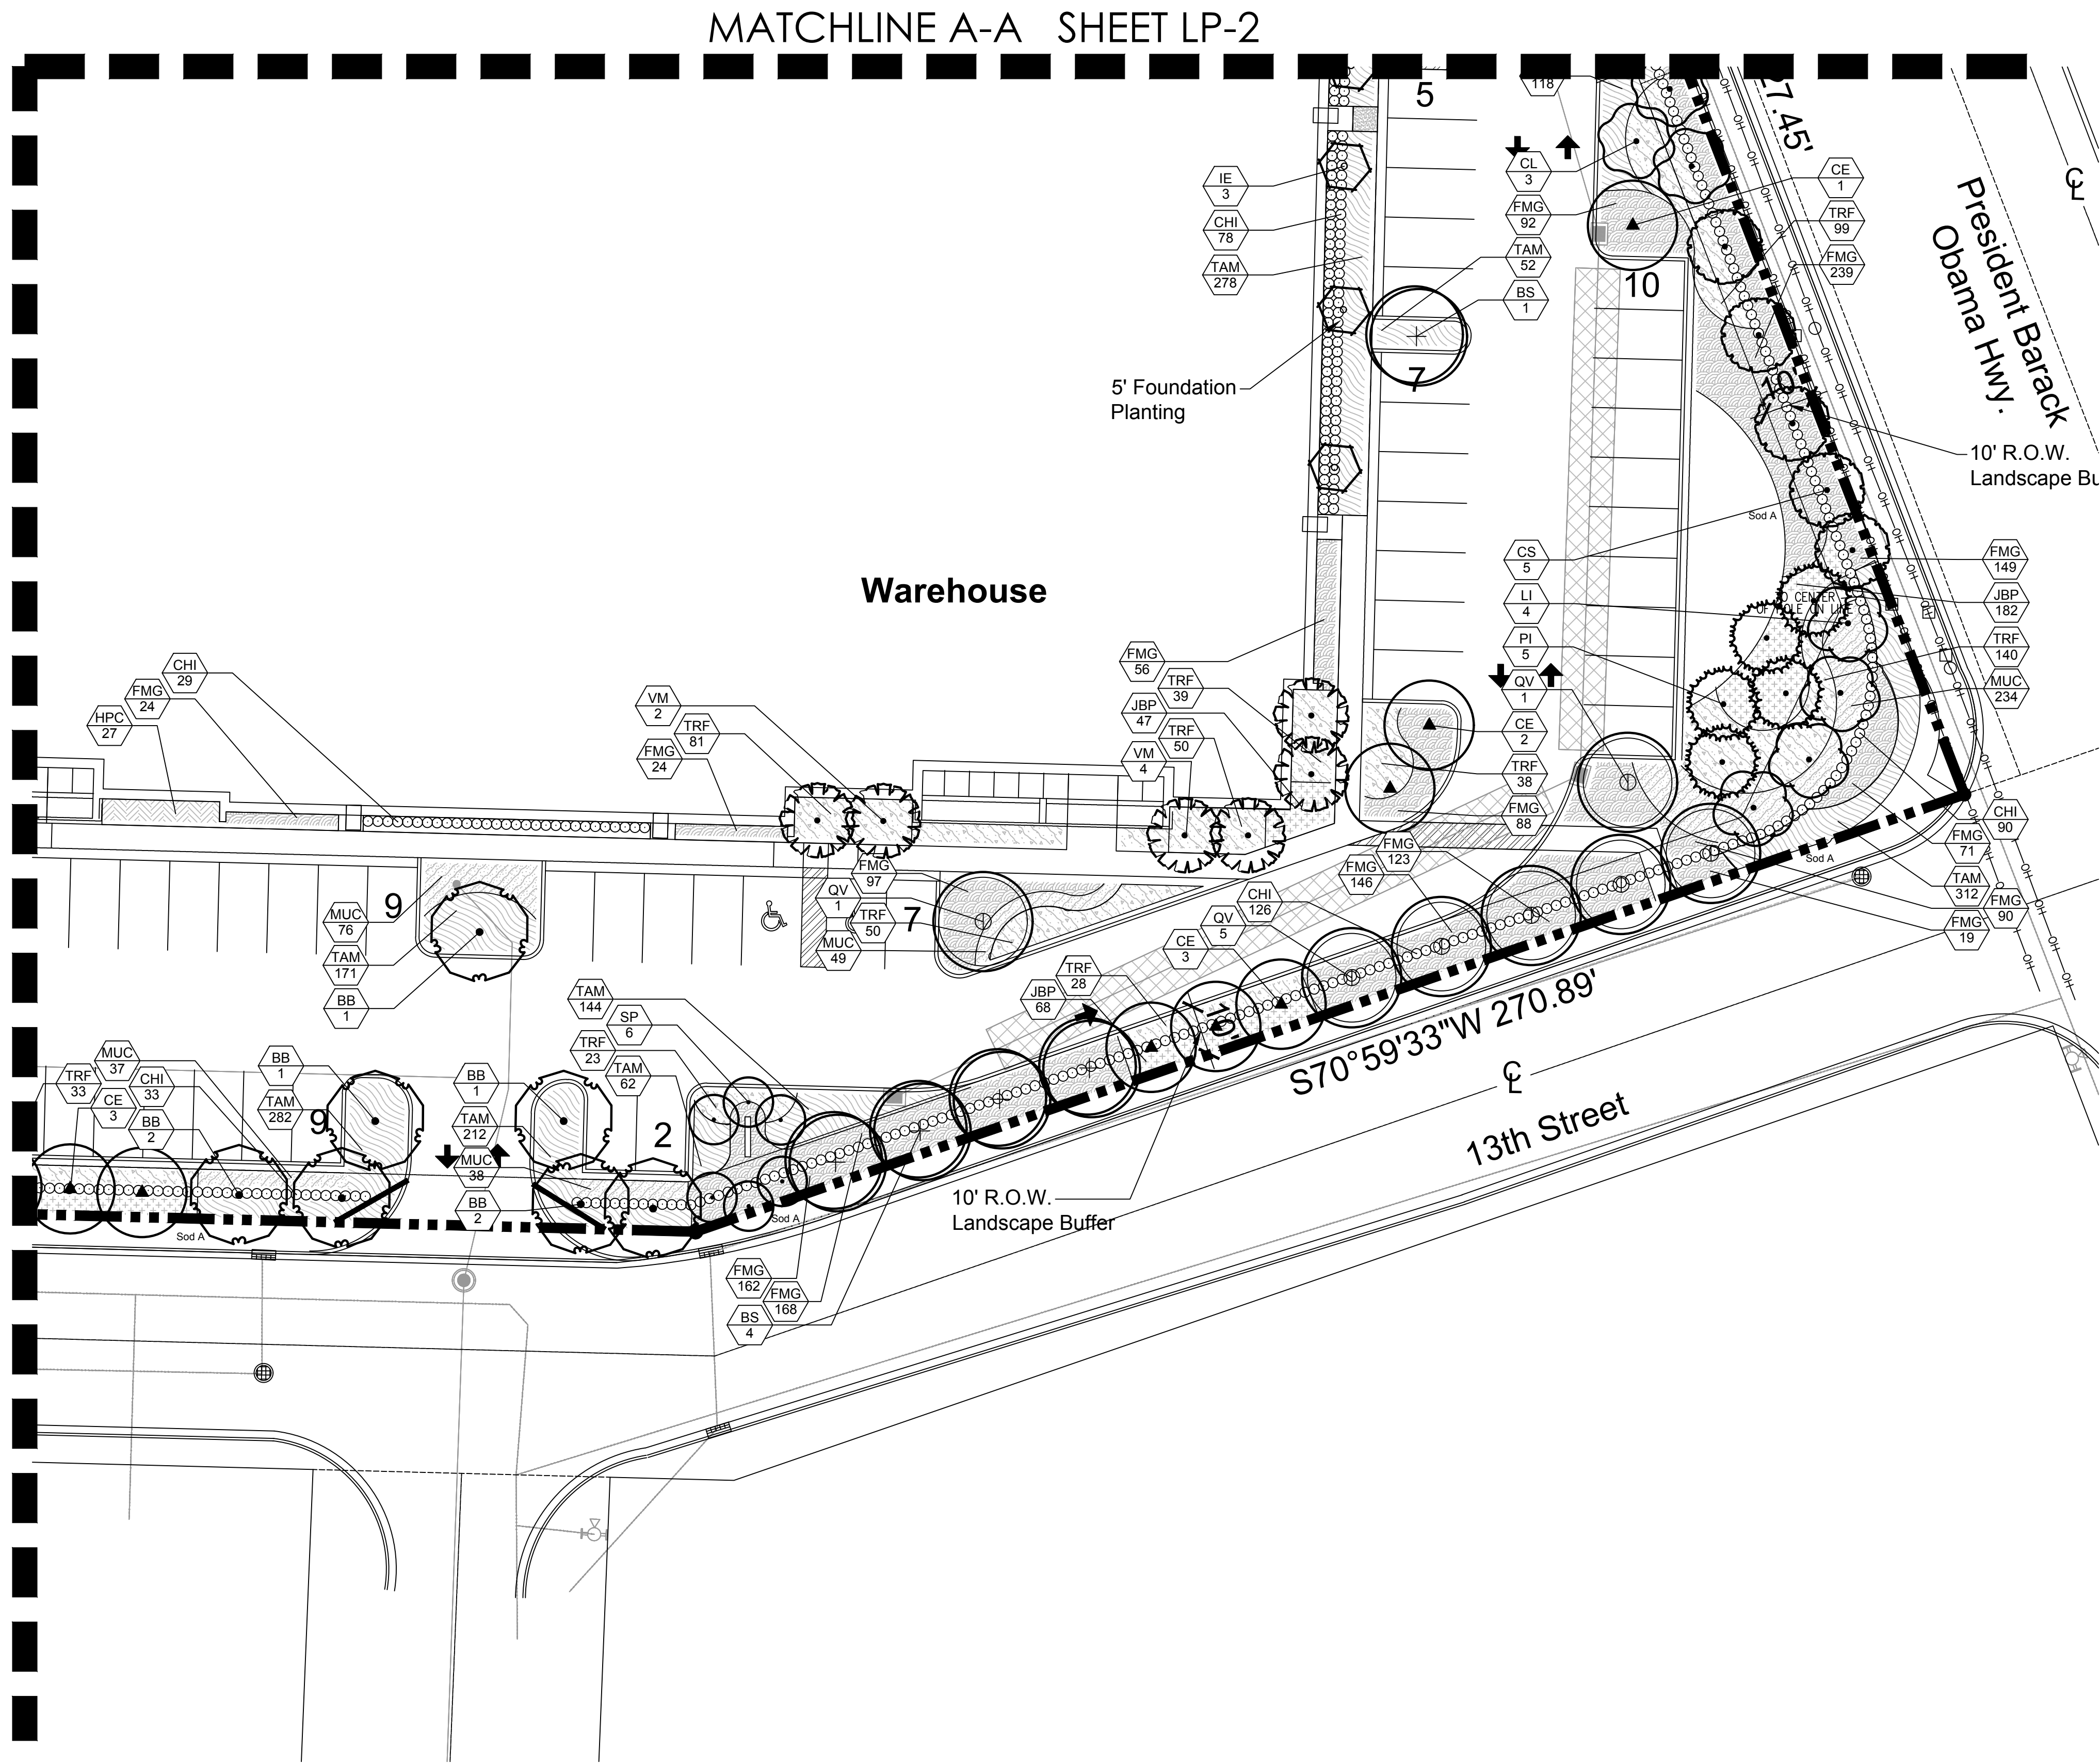 MATCHLINE A-A SHEET LP-2
5
118
27.45'
IE
3
CHI
78
TAM
278
CL
3
FMG
92
TAM
52
BS
1
CE
1
TRF
99
FMG
239
10
7
President Barack
Obama Hwy.
5' Foundation
Planting
10' R.O.W.
Landscape Bu
Sod A
Warehouse
CS
5
LI
4
PI
5
QV
1
CE
2
TRF
38
FMG
88
FMG
149
JBP
182
TRF
140
MUC
234
CHI
90
FMG
71
TAM
312
FMG
90
FMG
19
Sod A
FMG
56
TRF
39
JBP
47
TRF
50
VM
4
CHI
29
FMG
24
HPC
27
VM
2
TRF
81
FMG
24
FMG
97
QV
1
TRF
50
MUC
49
7
9
MUC
76
TAM
171
BB
1
FMG
123
FMG
146
CHI
126
QV
5
CE
3
TRF
28
JBP
68
10'
S70°59'33"W 270.89'
13th Street
TAM
144
SP
6
TRF
23
TAM
62
2
MUC
37
TRF
33
CHI
33
CE
3
BB
2
BB
1
TAM
282
9
BB
1
TAM
212
MUC
38
BB
2
Sod A
Sod A
10' R.O.W.
Landscape Buffer
FMG
162
FMG
168
BS
4